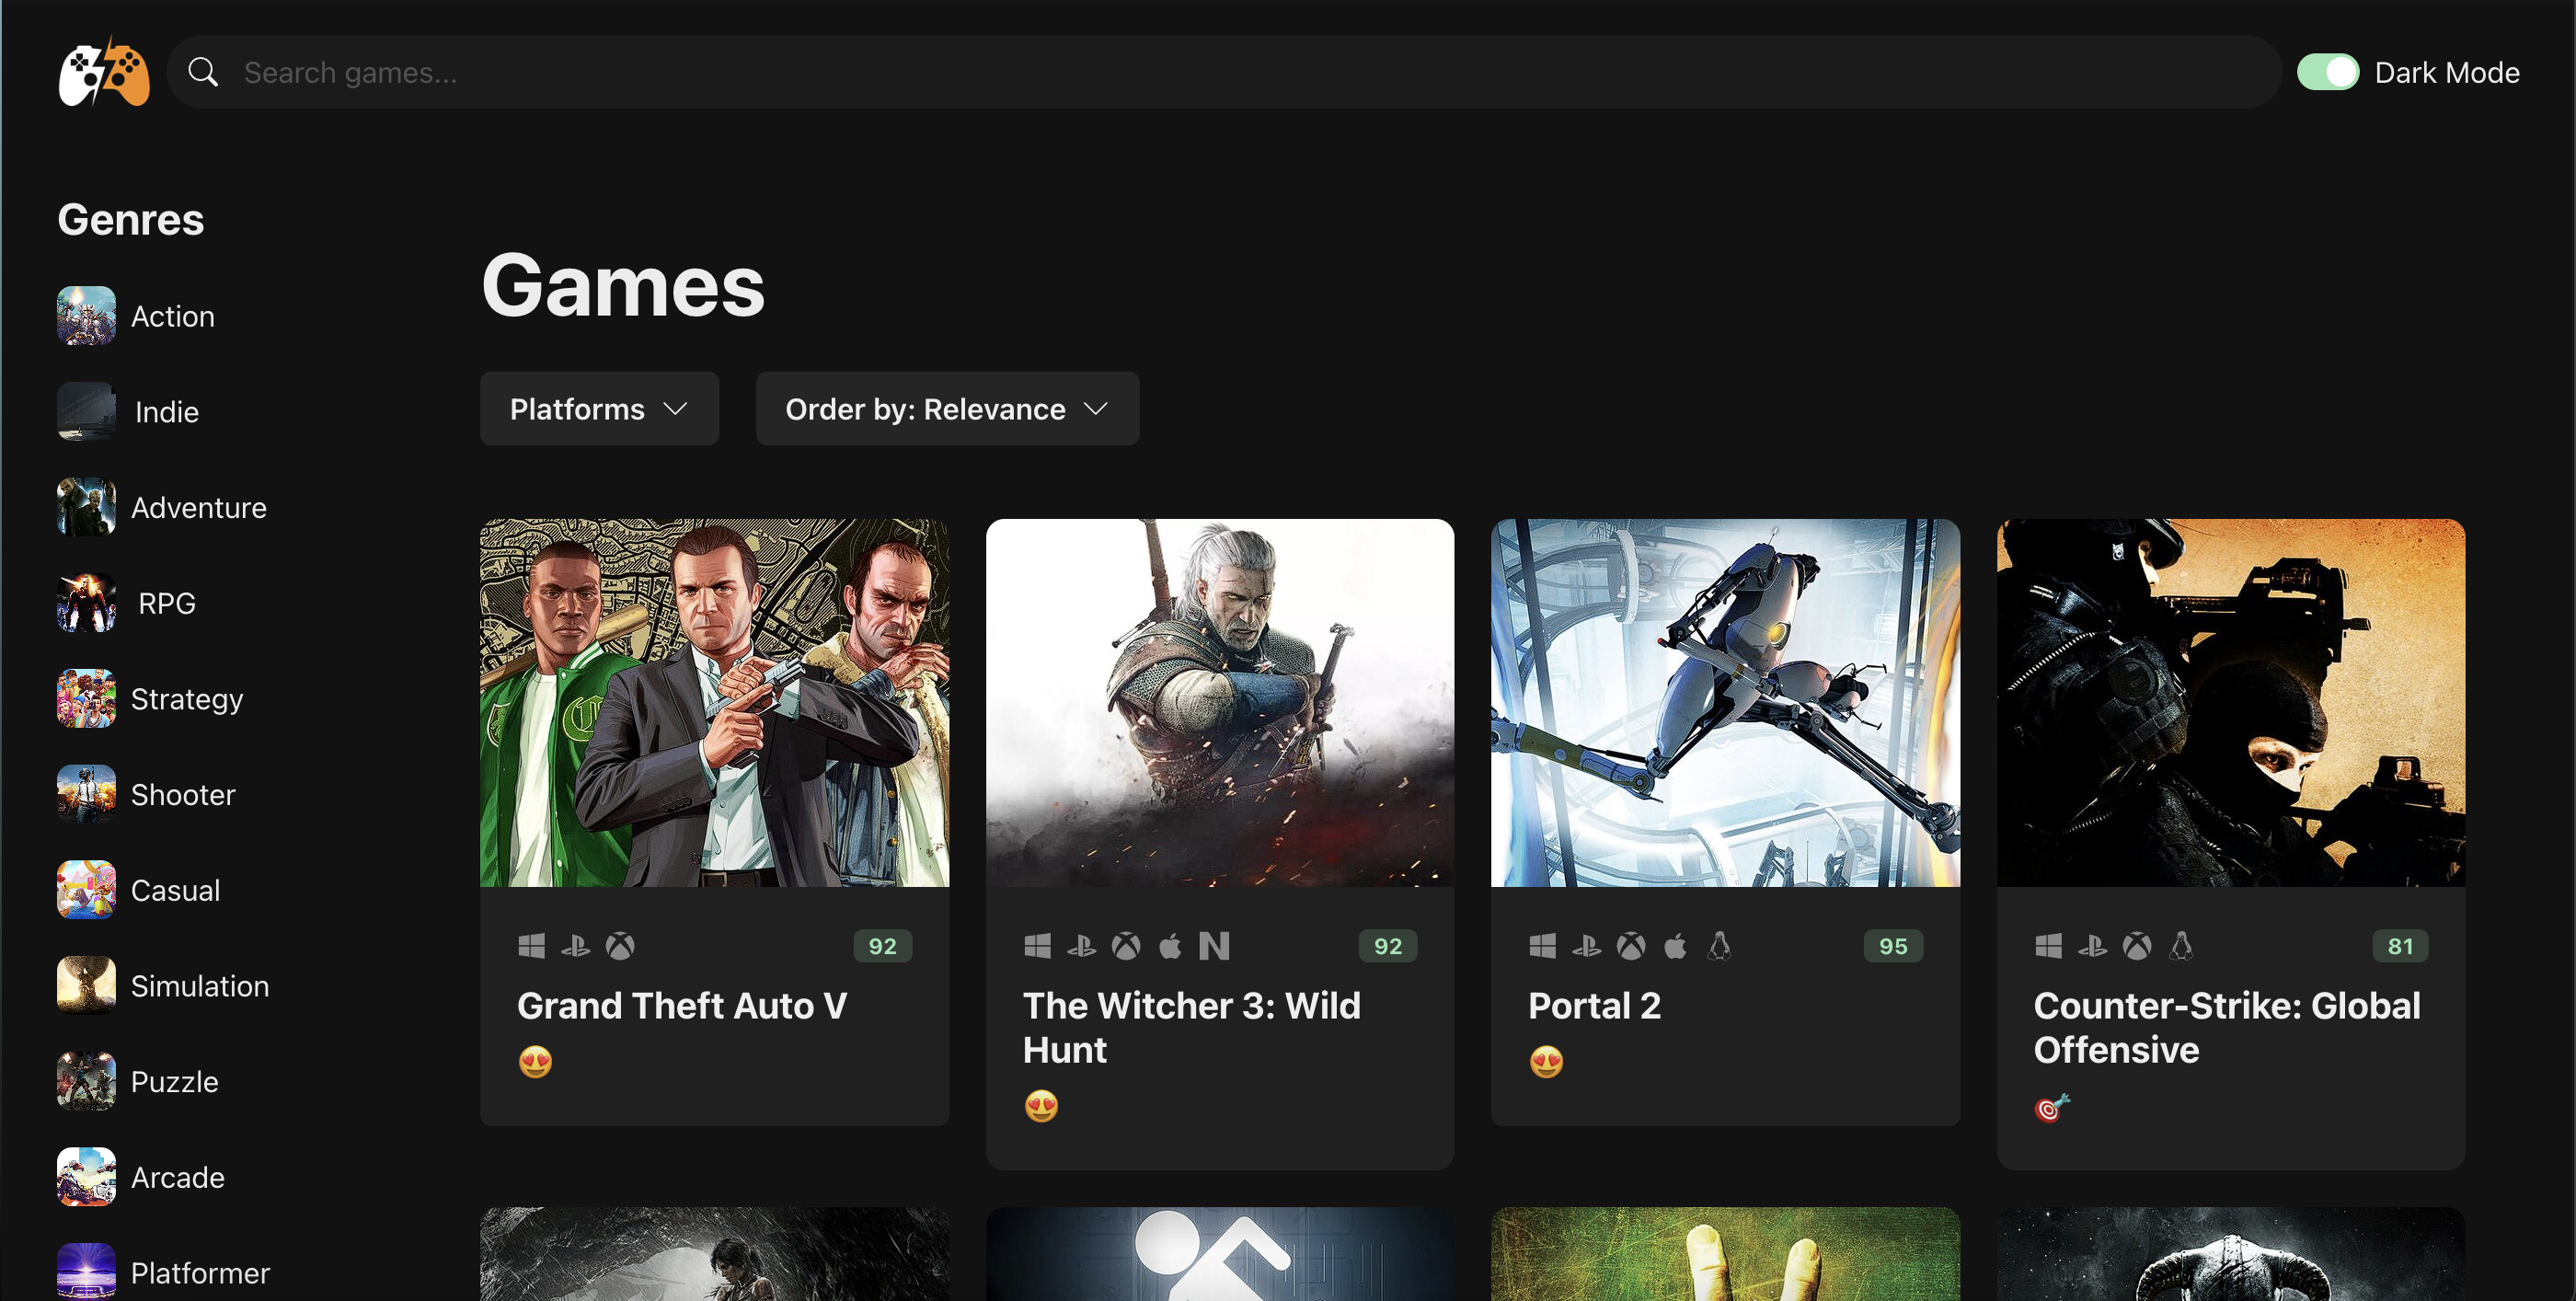 Search games...
Dark Mode
Genres
Action
Indie
Adventure
RPG
Strategy
Shooter
Casual
Simulation
Puzzle
Arcade
Platformer
Games
Platforms
Order by: Relevance
92
Grand Theft Auto V
92
The Witcher 3: Wild
Hunt
95
Portal 2
81
Counter-Strike: Global
Offensive